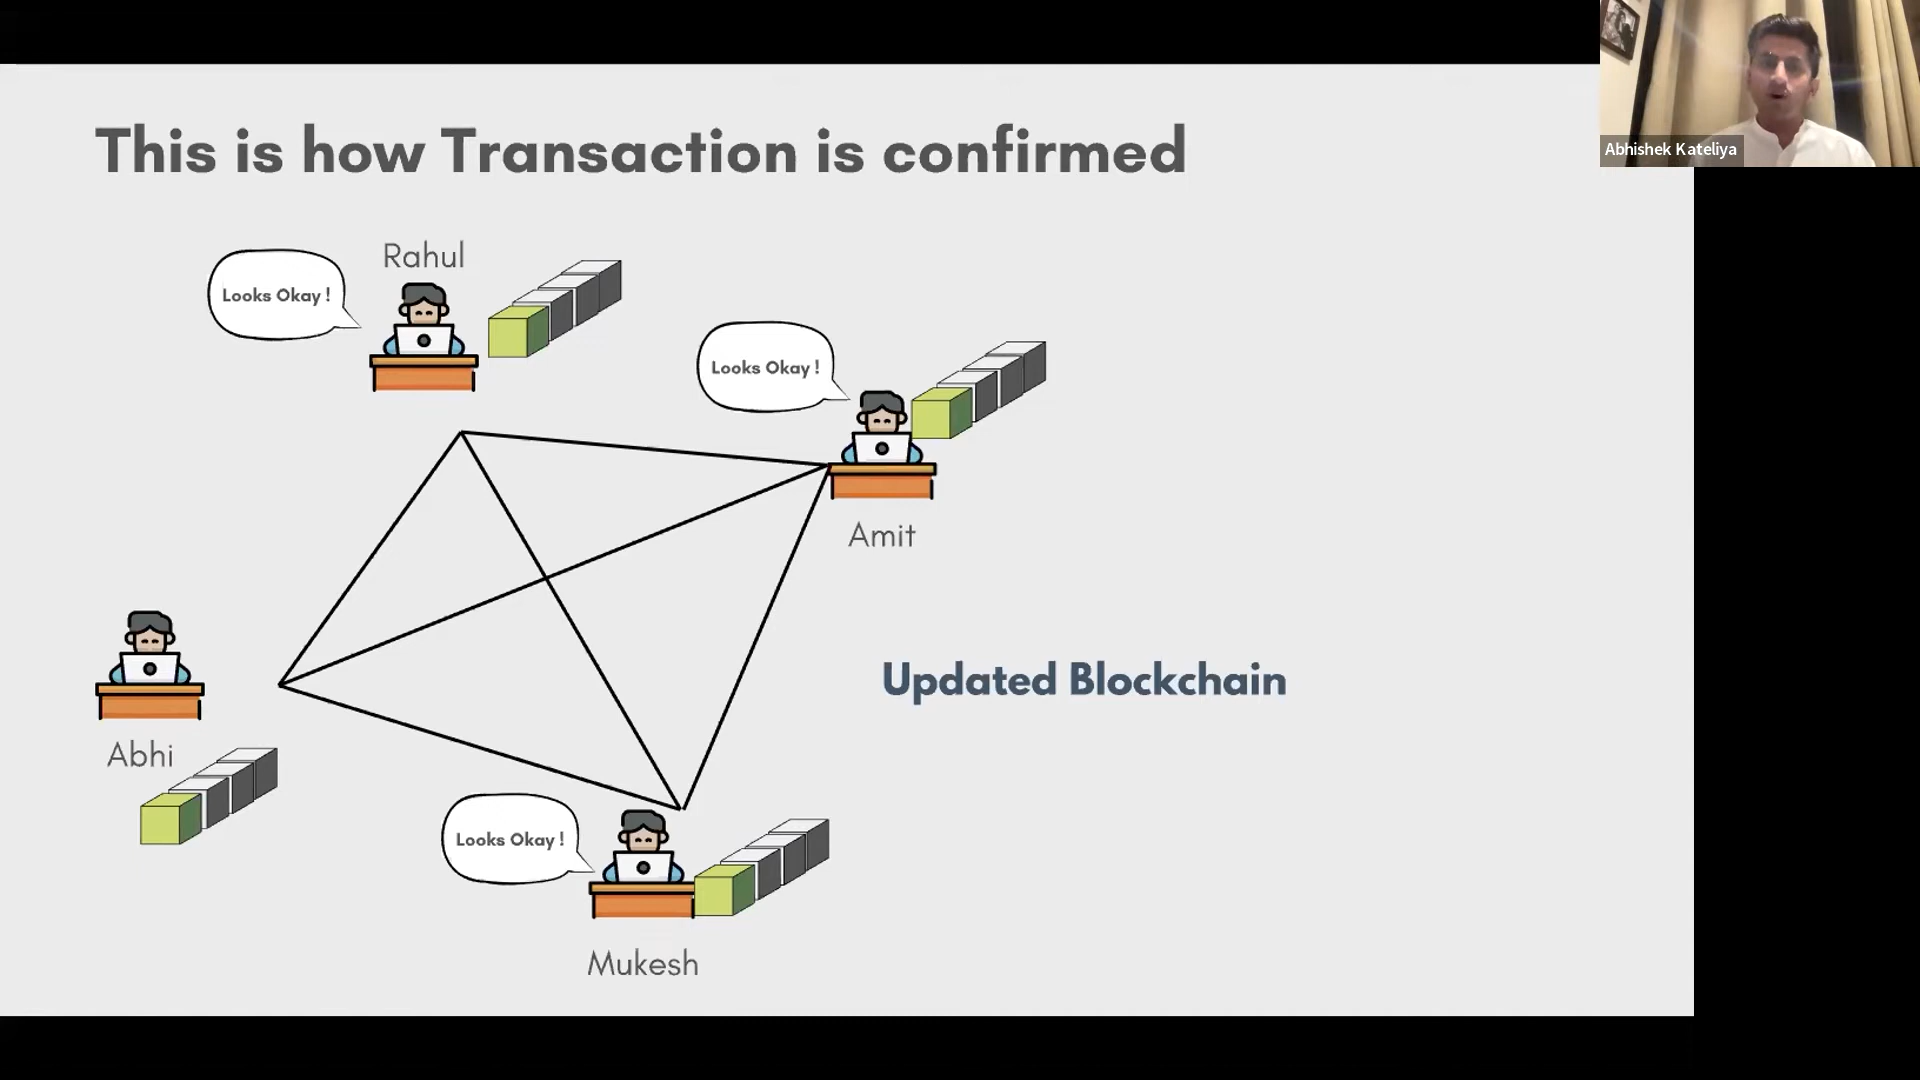 Abhishek Kateliya
This is how Transaction is confirmed
Rahul
Looks Okay !
Looks Okay !
Amit
Updated Blockchain
Abhi
Looks Okay !
Mukesh